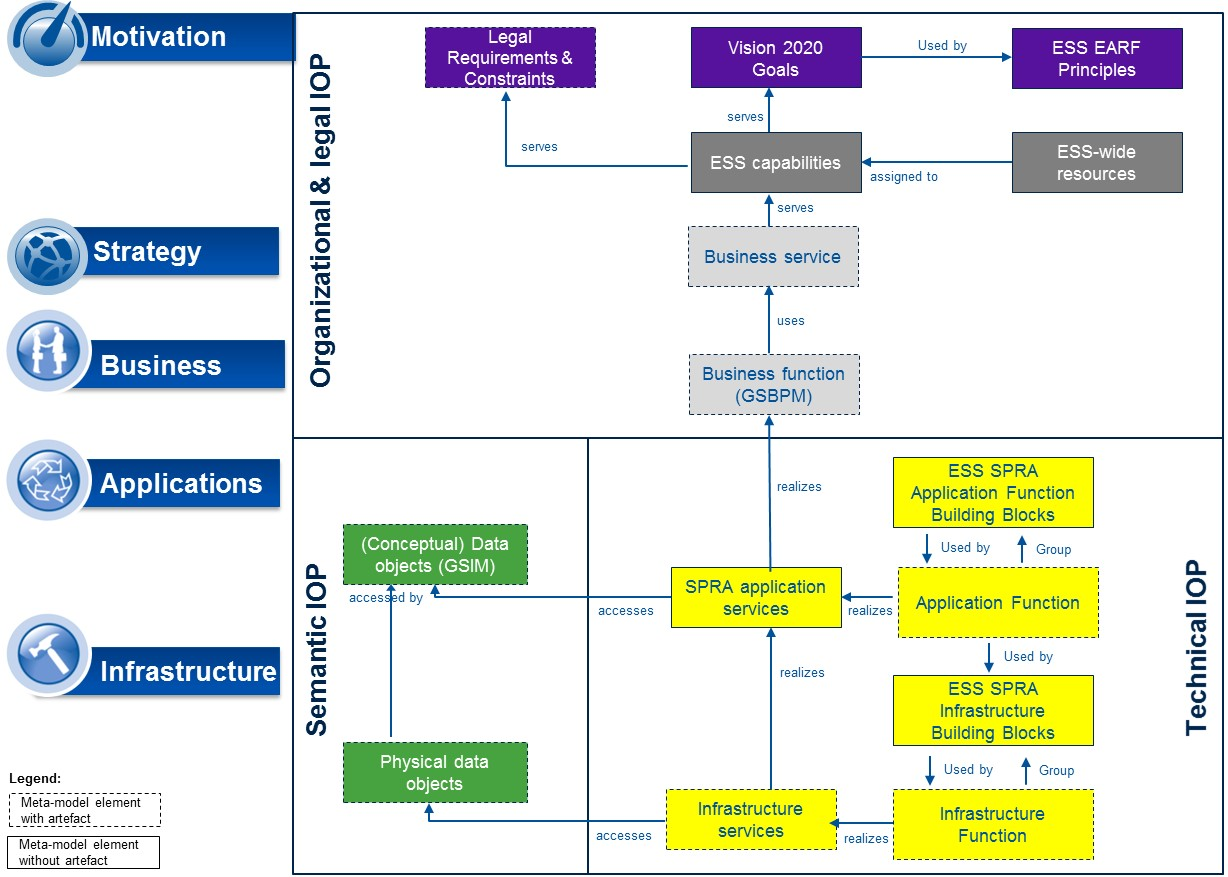 Motivation
Strategy
Business
Applications
Infrastructure
Legend:
Meta-model element
with artefact
Meta-model element
without artefact
Organizational & legal IOP
Legal
Requirements &
Constraints
Vision 2020
Goals
Used by
ESS EARF
Principles
serves
serves
ESS capabilities
assigned to
ESS-wide
resources
serves
Business service
uses
Business function
(GSBPM)
realizes
Semantic IOP
(Conceptual) Data
objects (GSIM)
accessed by
accesses
Physical data
objects
accesses
Technical IOP
ESS SPRA
Application Function
Building Blocks
Used by
Group
SPRA application
services
realizes
Application Function
Used by
realizes
ESS SPRA
Infrastructure
Building Blocks
Used by
Group
Infrastructure
services
realizes
Infrastructure
Function